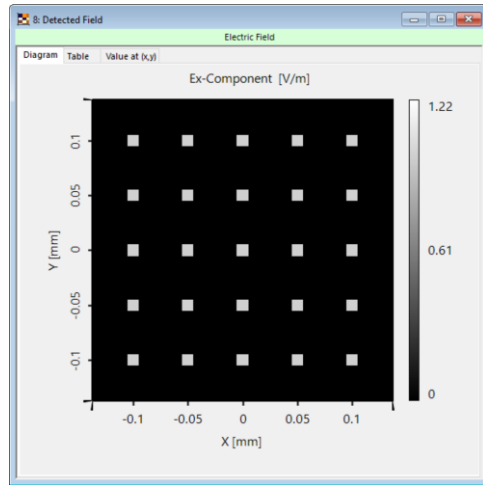 8: Detected Field
Electric Field
Diagram Table Value at (x,y)
Ex-Component [V/m]
1.22
0.61
0
Y [mm]
0.1
0.05
0
-0.05
-0.1
-0.1 -0.05 0 0.05 0.1
X [mm]